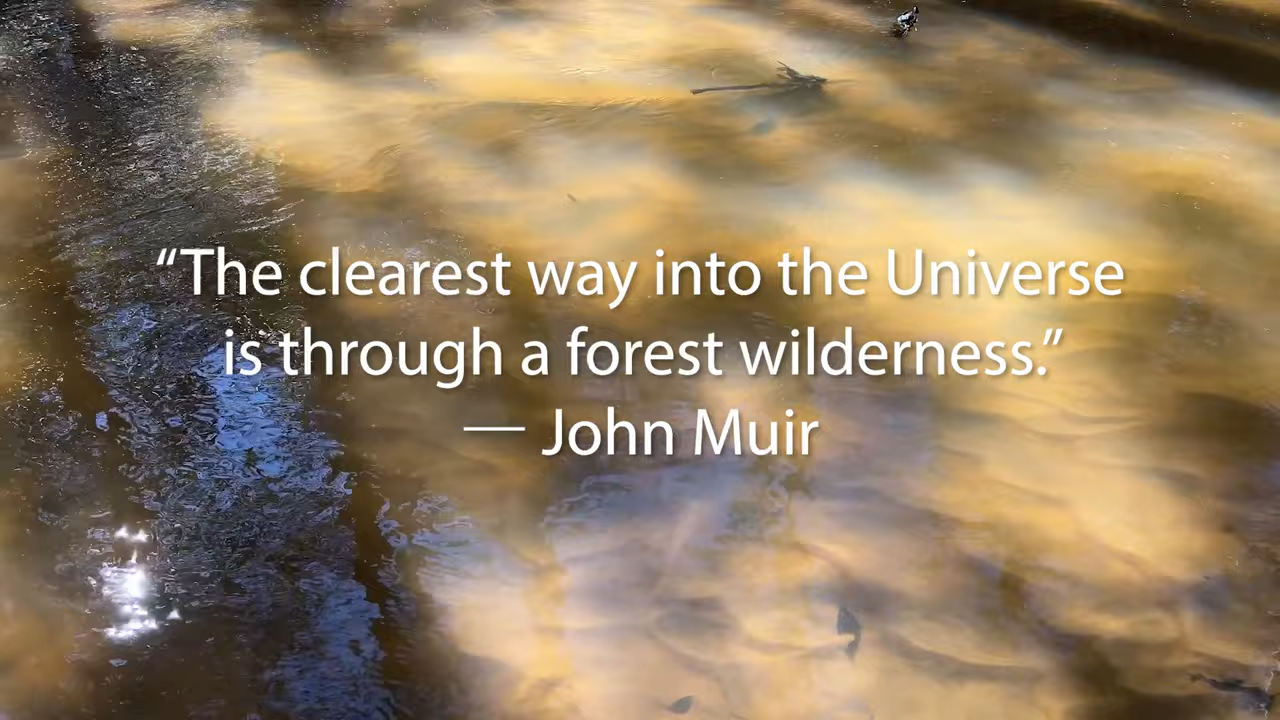 “The clearest way into the Universe
is through a forest wilderness.”
— John Muir